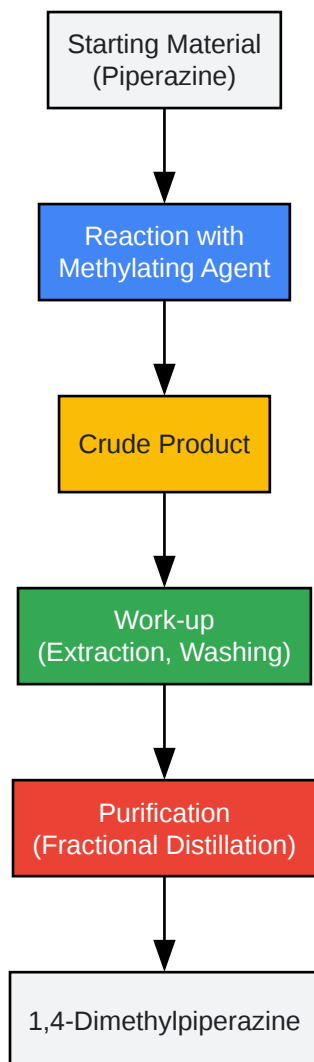 Starting Material
(Piperazine)
Reaction with
Methylating Agent
Crude Product
Work-up
(Extraction, Washing)
Purification
(Fractional Distillation)
1,4-Dimethylpiperazine